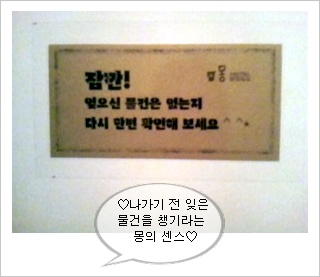 잠깐!
잊으신 물건은 없는지
다시 한번 확인해 보세요^^.
♡나가기 전 잊은
물건을 챙기라는
몽의 센스♡